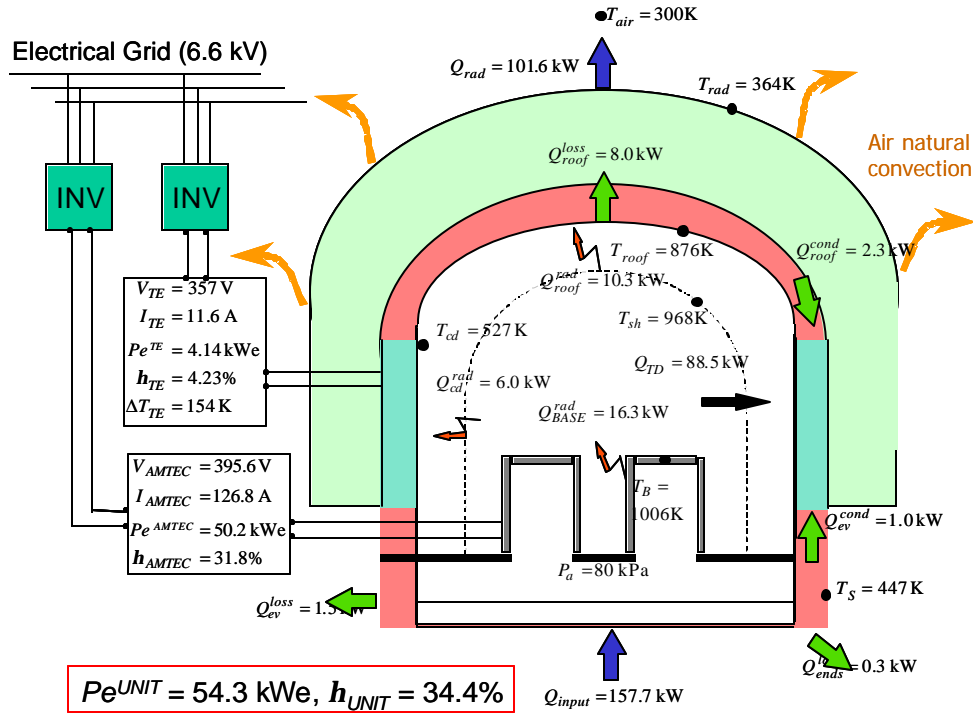 T_air = 300K
Electrical Grid (6.6 kV)
Q_rad = 101.6 kW
T_rad = 364K
Air natural
convection
Q_roof^loss = 8.0 kW
INV
INV
T_roof = 876K
Q_roof^cond = 2.3 kW
Q_roof^rad = 10.3 kW
V_TE = 357 V
I_TE = 11.6 A
Pe^TE = 4.14 kWe
h_TE = 4.23%
ΔT_TE = 154 K
T_sh = 968K
T_cd = 527 K
Q_TD = 88.5 kW
Q_cd^rad = 6.0 kW
Q_BASE^rad = 16.3 kW
V_AMTEC = 395.6 V
I_AMTEC = 126.8 A
Pe^AMTEC = 50.2 kWe
h_AMTEC = 31.8%
T_B =
1006K
Q_ev^cond = 1.0 kW
P_a = 80 kPa
T_S = 447 K
Q_ev^loss = 1.
Q_ends = 0.3 kW
Pe^UNIT = 54.3 kWe, h_UNIT = 34.4%
Q_input = 157.7 kW